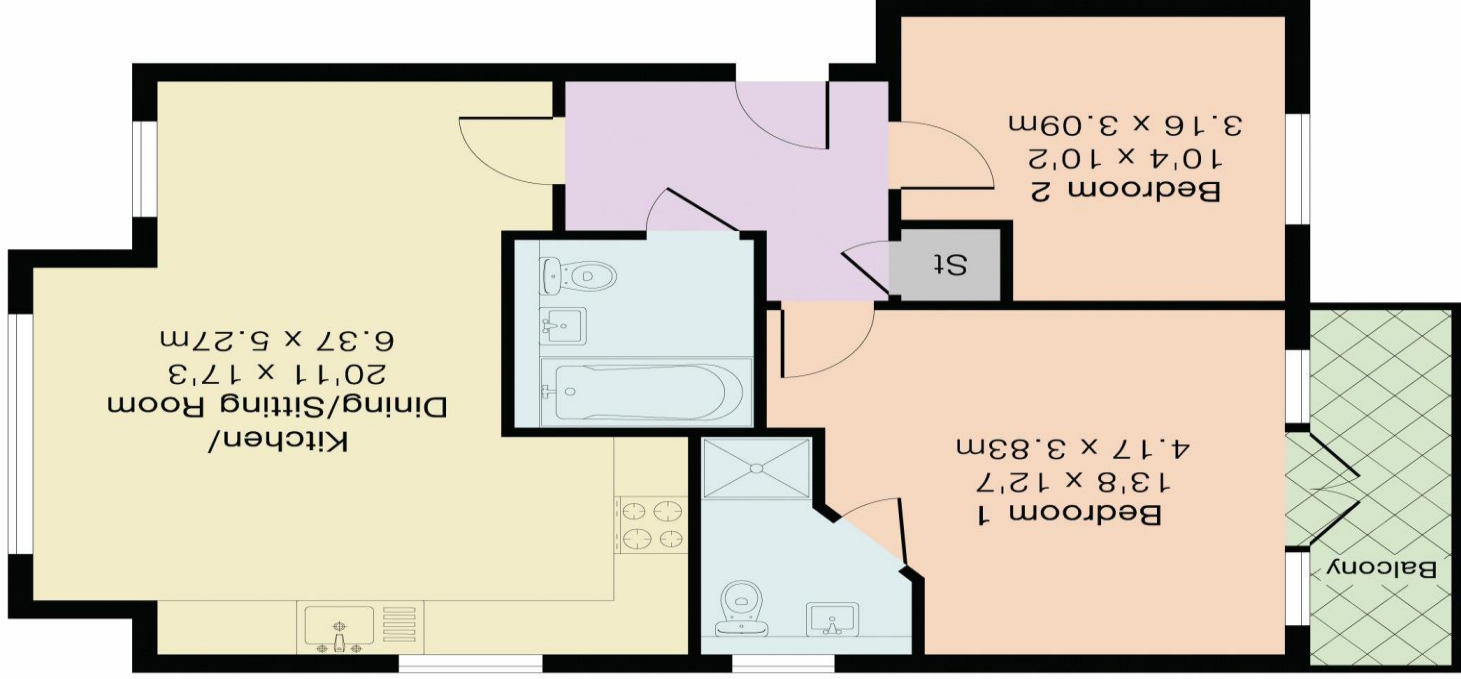 Balcony
Bedroom 1
13'8 x 12'7
4.17 x 3.83m
Kitchen/
Dining/Sitting Room
20'11 x 17'3
6.37 x 5.27m
St
Bedroom 2
10'4 x 10'2
3.16 x 3.09m